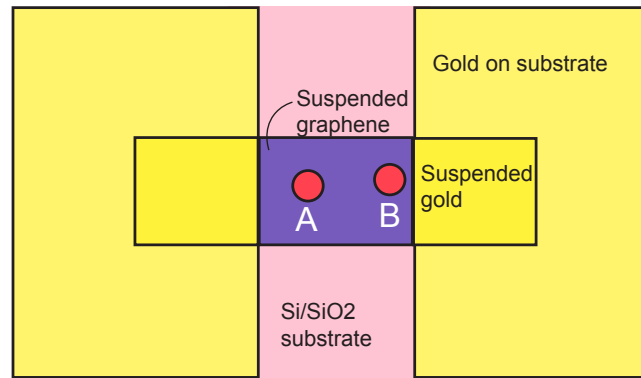 Gold on substrate
Suspended
graphene
Suspended
gold
A
B
Si/SiO2
substrate